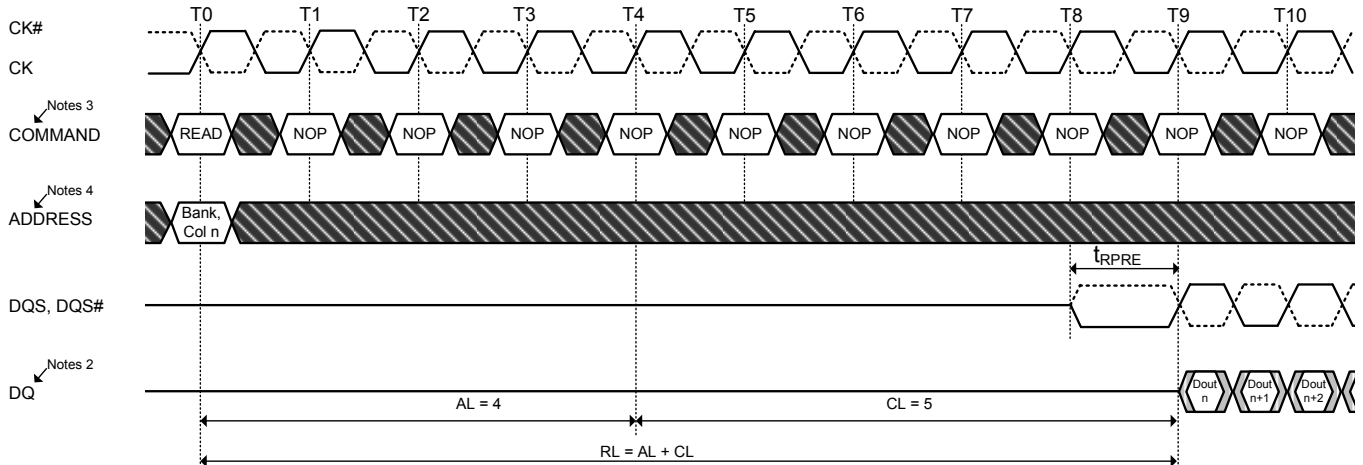 T0 T1 T2 T3 T4 T5 T6 T7 T8 T9 T10
CK#
CK
Notes 3
COMMAND
READ NOP NOP NOP NOP NOP NOP NOP NOP NOP NOP
Notes 4
ADDRESS
Bank,
Col n
tRPRE
DQS, DQS#
Notes 2
DQ
Dout Dout Dout
n n+1 n+2
AL = 4 CL = 5
RL = AL + CL